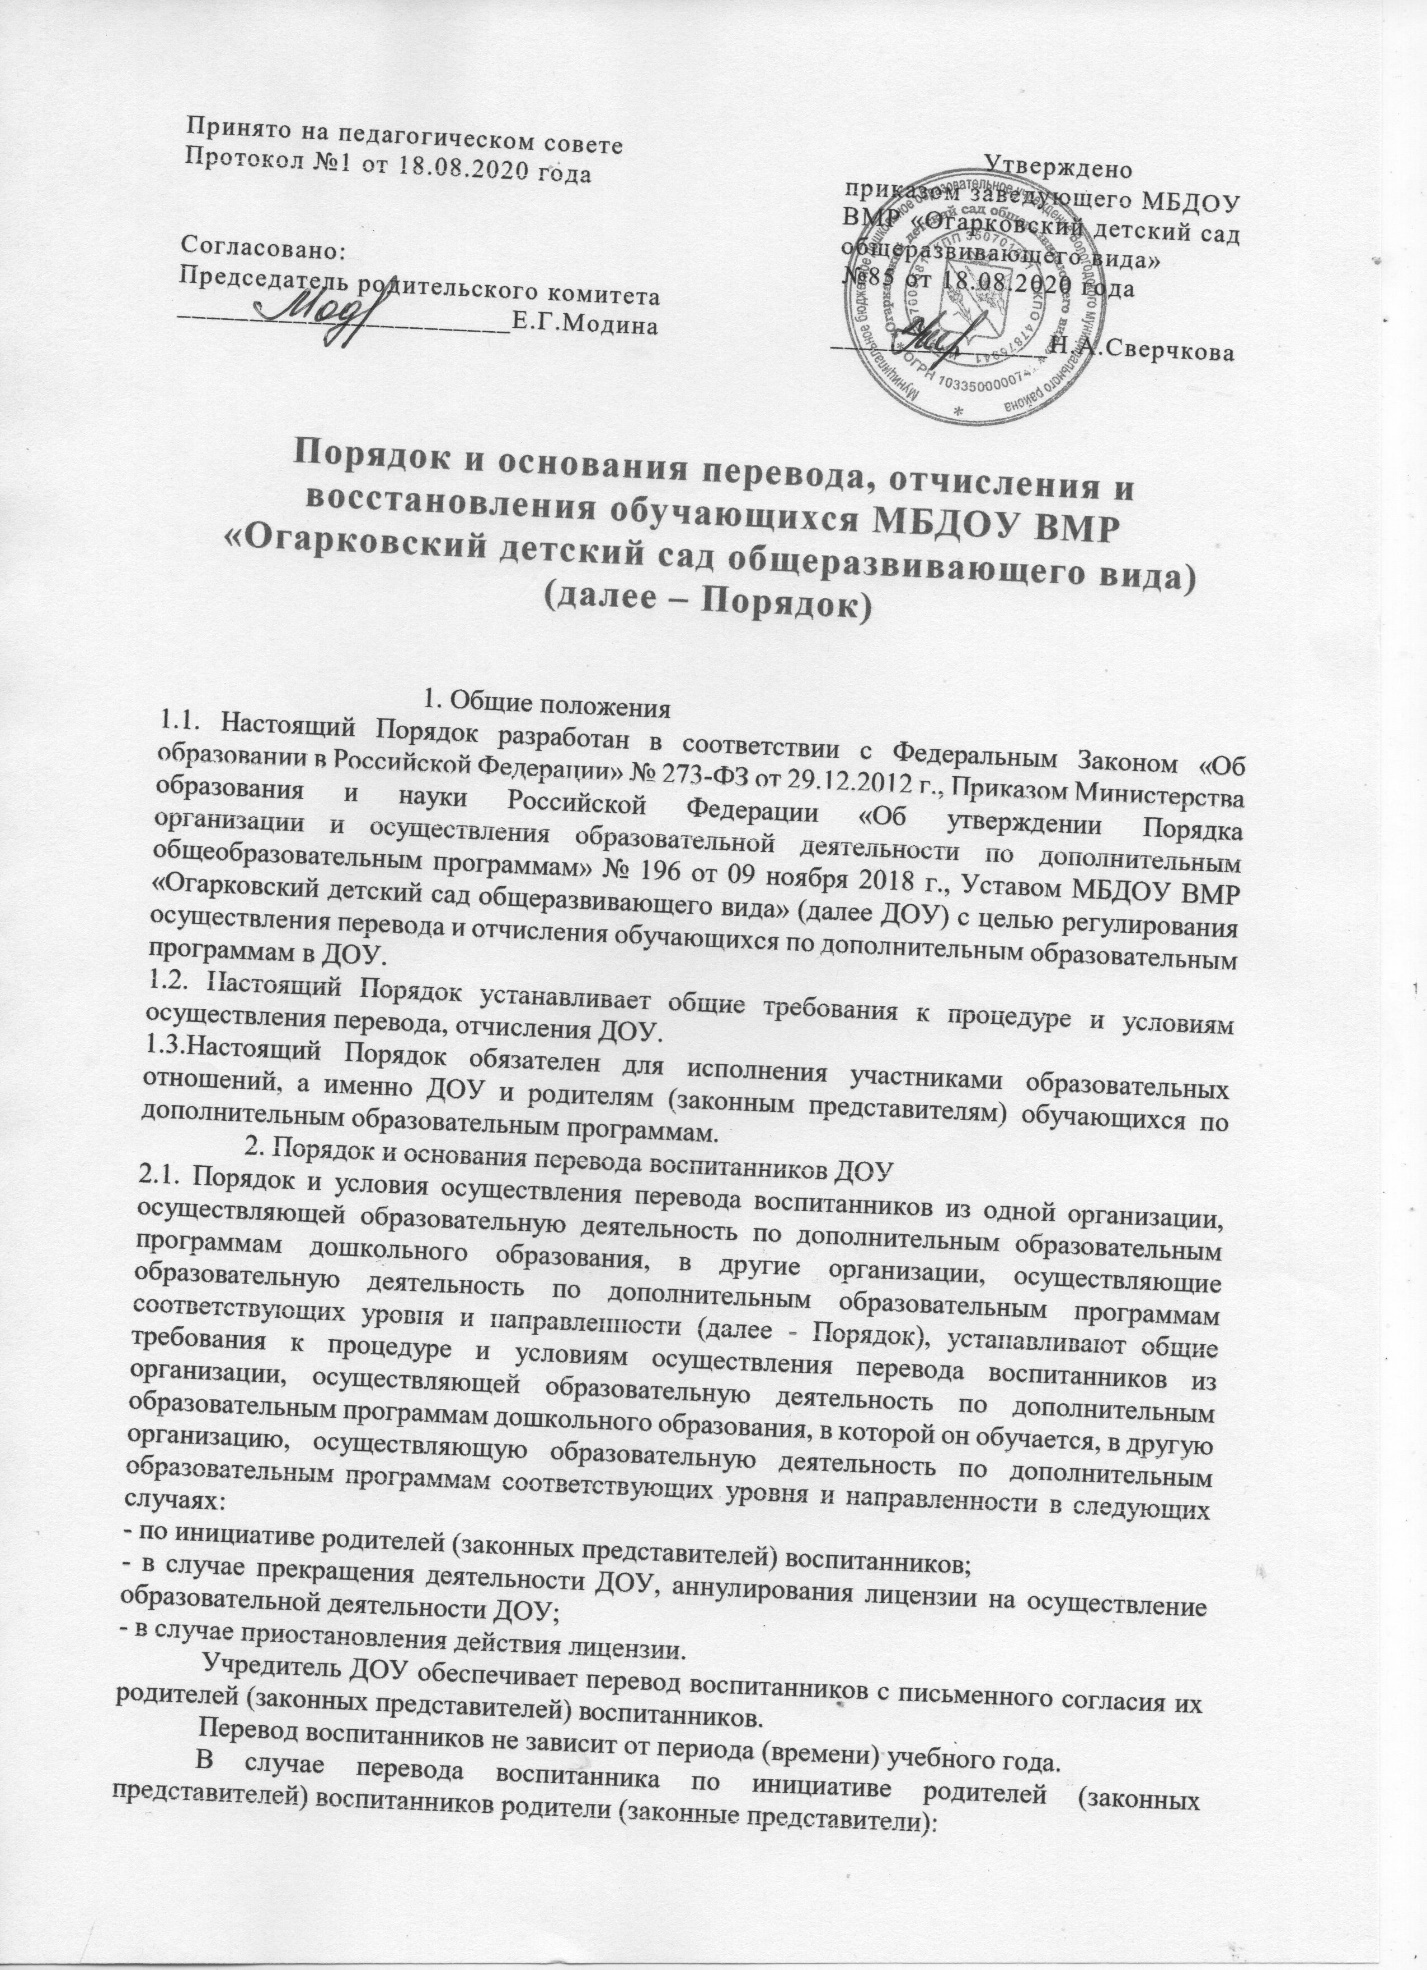 Принято на педагогическом совете
Протокол №1 от 18.08.2020 года
Согласовано:
Председатель родительского комитета
_______________________Е.Г.Модина
Утверждено
приказом заведующего МБДОУ
ВМР «Огарковский детский сад
общеразвивающего вида»
№85 от 18.08.2020 года
_______________Н.А.Сверчкова
Порядок и основания перевода, отчисления и
восстановления обучающихся МБДОУ ВМР
«Огарковский детский сад общеразвивающего вида)
(далее – Порядок)
1. Общие положения
1.1. Настоящий Порядок разработан в соответствии с Федеральным Законом «Об
образовании в Российской Федерации» № 273-ФЗ от 29.12.2012 г., Приказом Министерства
образования и науки Российской Федерации «Об утверждении Порядка
организации и осуществления образовательной деятельности по дополнительным
общеобразовательным программам» № 196 от 09 ноября 2018 г., Уставом МБДОУ ВМР
«Огарковский детский сад общеразвивающего вида» (далее ДОУ) с целью регулирования
осуществления перевода и отчисления обучающихся по дополнительным образовательным
программам в ДОУ.
1.2. Настоящий Порядок устанавливает общие требования к процедуре и условиям
осуществления перевода, отчисления ДОУ.
1.3.Настоящий Порядок обязателен для исполнения участниками образовательных
отношений, а именно ДОУ и родителям (законным представителям) обучающихся по
дополнительным образовательным программам.
2. Порядок и основания перевода воспитанников ДОУ
2.1. Порядок и условия осуществления перевода воспитанников из одной организации,
осуществляющей образовательную деятельность по дополнительным образовательным
программам дошкольного образования, в другие организации, осуществляющие
образовательную деятельность по дополнительным образовательным программам
соответствующих уровня и направленности (далее - Порядок), устанавливают общие
требования к процедуре и условиям осуществления перевода воспитанников из
организации, осуществляющей образовательную деятельность по дополнительным
образовательным программам дошкольного образования, в которой он обучается, в другую
организацию, осуществляющую образовательную деятельность по дополнительным
образовательным программам соответствующих уровня и направленности в следующих
случаях:
- по инициативе родителей (законных представителей) воспитанников;
- в случае прекращения деятельности ДОУ, аннулирования лицензии на осуществление
образовательной деятельности ДОУ;
- в случае приостановления действия лицензии.
Учредитель ДОУ обеспечивает перевод воспитанников с письменного согласия их
родителей (законных представителей) воспитанников.
Перевод воспитанников не зависит от периода (времени) учебного года.
В случае перевода воспитанника по инициативе родителей (законных
представителей) воспитанников родители (законные представители):